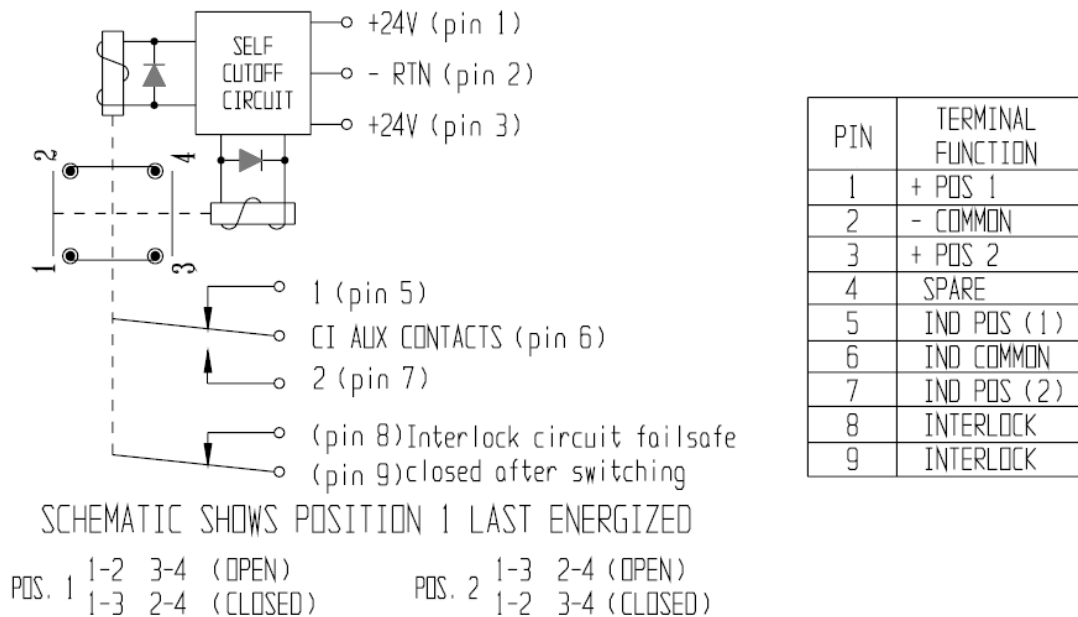 +24V (pin 1)
SELF
CUTOFF
CIRCUIT
- RTN (pin 2)
+24V (pin 3)
2
4
1
3
1 (pin 5)
CI AUX CONTACTS (pin 6)
2 (pin 7)
(pin 8) Interlock circuit failsafe
(pin 9) closed after switching
SCHEMATIC SHOWS POSITION 1 LAST ENERGIZED
POS. 1
1-2 3-4 (OPEN)
1-3 2-4 (CLOSED)
POS. 2
1-3 2-4 (OPEN)
1-2 3-4 (CLOSED)
PIN TERMINAL FUNCTION
1 + POS 1
2 - COMMON
3 + POS 2
4 SPARE
5 IND POS (1)
6 IND COMMON
7 IND POS (2)
8 INTERLOCK
9 INTERLOCK